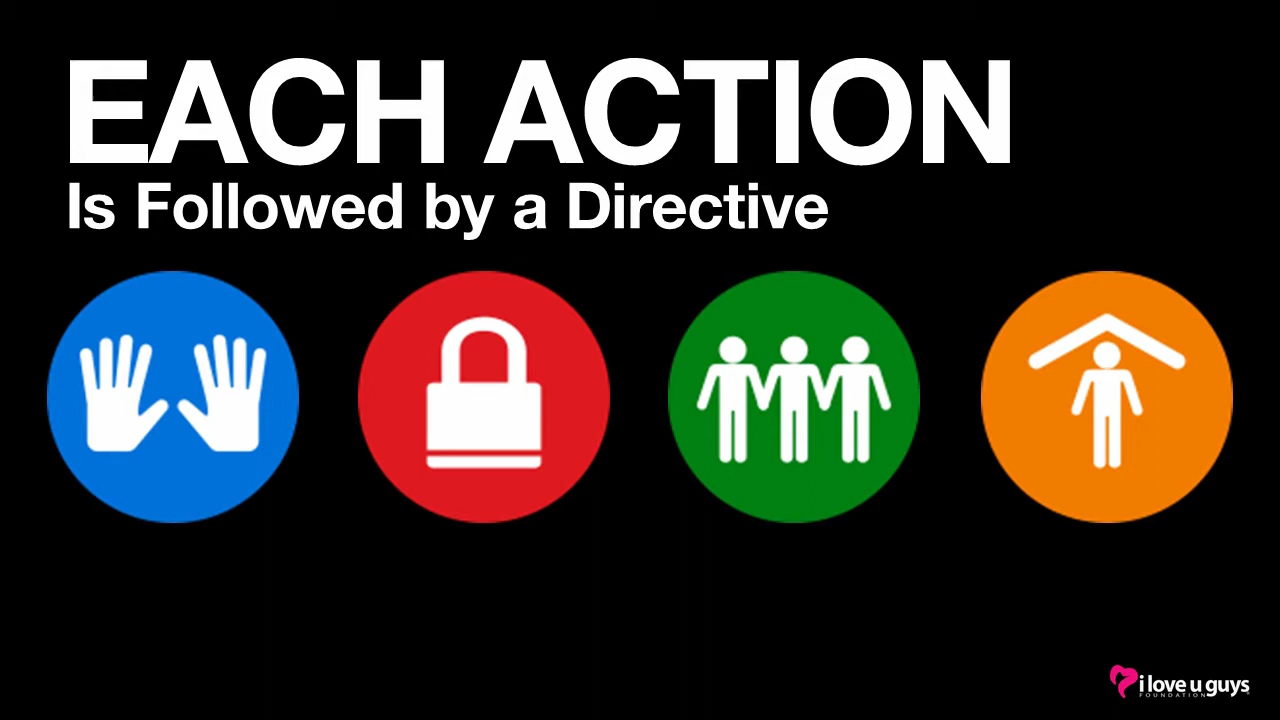 EACH ACTION
Is Followed by a Directive
i love u guys
FOUNDATION